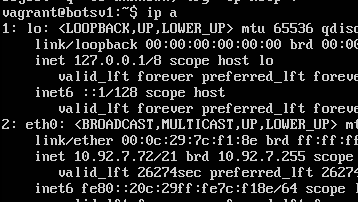 vagrant@botsv1:~$ ip a
1: lo: <LOOPBACK,UP,LOWER_UP> mtu 65536 qdisc
link/loopback 00:00:00:00:00:00 brd 00:0
inet 127.0.0.1/8 scope host lo
valid_lft forever preferred_lft forever
inet6 ::1/128 scope host
valid_lft forever preferred_lft forever
2: eth0: <BROADCAST,MULTICAST,UP,LOWER_UP> m
link/ether 00:0c:29:7c:f1:8e brd ff:ff:ff
inet 10.92.7.72/21 brd 10.92.7.255 scope
valid_lft 26274sec preferred_lft 26274
inet6 fe80::20c:29ff:fe7c:f18e/64 scope l